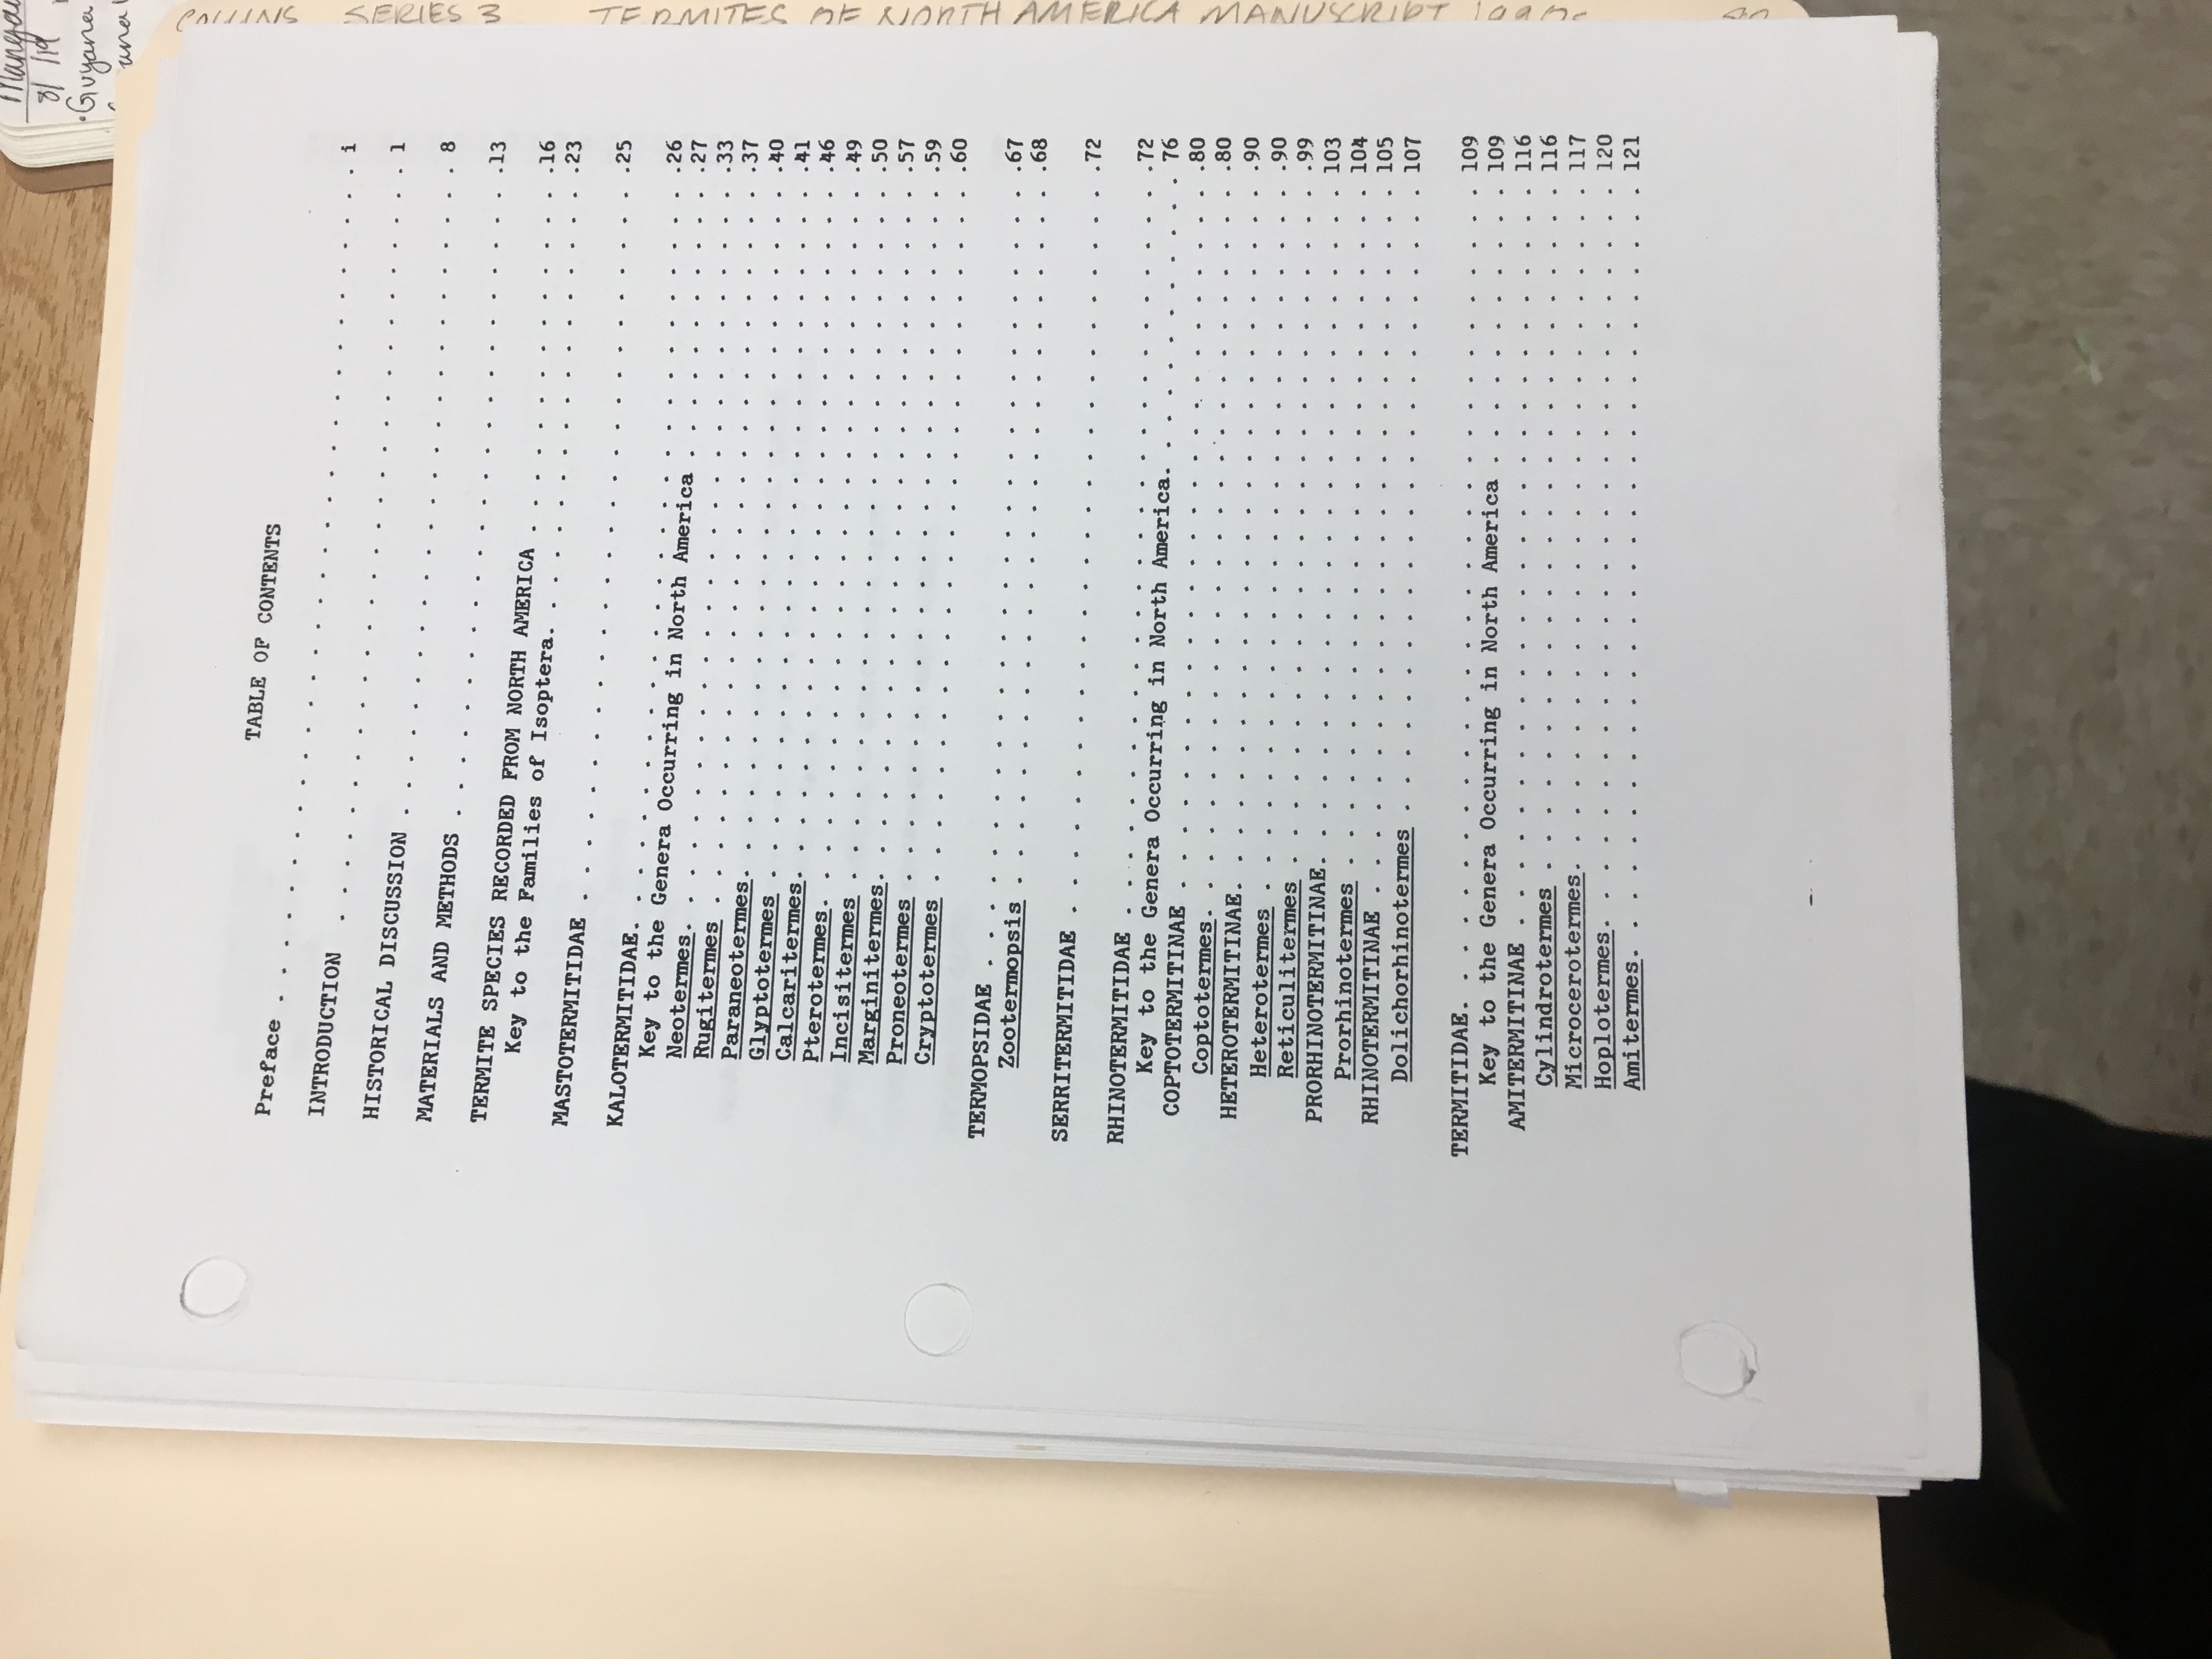 Mangou
8/ /19
• Guyana
TABLE OF CONTENTS
Preface . . . . . . . . . . . . . . . . . . . . . . . . . . . . . . . i
INTRODUCTION . . . . . . . . . . . . . . . . . . . . . . . . . . . . 1
HISTORICAL DISCUSSION . . . . . . . . . . . . . . . . . . . . . . . . 8
MATERIALS AND METHODS . . . . . . . . . . . . . . . . . . . . . . . .13
TERMITE SPECIES RECORDED FROM NORTH AMERICA . . . . . . . . . . . . .16
Key to the Families of Isoptera. . . . . . . . . . . . . . . . . .23
MASTOTERMITIDAE . . . . . . . . . . . . . . . . . . . . . . . . . . .25
KALOTERMITIDAE. . . . . . . . . . . . . . . . . . . . . . . . . . . .26
Key to the Genera Occurring in North America . . . . . . . . . . .27
Neotermes. . . . . . . . . . . . . . . . . . . . . . . . . . . . .33
Rugitermes . . . . . . . . . . . . . . . . . . . . . . . . . . . .37
Paraneotermes. . . . . . . . . . . . . . . . . . . . . . . . . . .40
Glyptotermes . . . . . . . . . . . . . . . . . . . . . . . . . . .41
Calcaritermes. . . . . . . . . . . . . . . . . . . . . . . . . . .46
Pterotermes. . . . . . . . . . . . . . . . . . . . . . . . . . . .49
Incisitermes . . . . . . . . . . . . . . . . . . . . . . . . . . .50
Marginitermes. . . . . . . . . . . . . . . . . . . . . . . . . . .57
Proneotermes . . . . . . . . . . . . . . . . . . . . . . . . . . .59
Cryptotermes . . . . . . . . . . . . . . . . . . . . . . . . . . .60
TERMOPSIDAE . . . . . . . . . . . . . . . . . . . . . . . . . . . . .67
Zootermopsis . . . . . . . . . . . . . . . . . . . . . . . . . . .68
SERRITERMITIDAE . . . . . . . . . . . . . . . . . . . . . . . . . . .72
RHINOTERMITIDAE . . . . . . . . . . . . . . . . . . . . . . . . . . .72
Key to the Genera Occurring in North America. . . . . . . . . . . . 76
COPTOTERMITINAE . . . . . . . . . . . . . . . . . . . . . . . . . . .80
Coptotermes. . . . . . . . . . . . . . . . . . . . . . . . . . . .80
HETEROTERMITINAE. . . . . . . . . . . . . . . . . . . . . . . . . . .90
Heterotermes . . . . . . . . . . . . . . . . . . . . . . . . . . .90
Reticulitermes . . . . . . . . . . . . . . . . . . . . . . . . . .99
PRORHINOTERMITINAE. . . . . . . . . . . . . . . . . . . . . . . . . 103
Prorhinotermes . . . . . . . . . . . . . . . . . . . . . . . . . 104
RHINOTERMITINAE . . . . . . . . . . . . . . . . . . . . . . . . . . 105
Dolichorhinotermes . . . . . . . . . . . . . . . . . . . . . . . 107
TERMITIDAE. . . . . . . . . . . . . . . . . . . . . . . . . . . . . 109
Key to the Genera Occurring in North America . . . . . . . . . . 109
AMITERMITINAE . . . . . . . . . . . . . . . . . . . . . . . . . . . 116
Cylindrotermes . . . . . . . . . . . . . . . . . . . . . . . . . 116
Microcerotermes. . . . . . . . . . . . . . . . . . . . . . . . . 117
Hoplotermes. . . . . . . . . . . . . . . . . . . . . . . . . . . 120
Amitermes. . . . . . . . . . . . . . . . . . . . . . . . . . . . 121
COLLINS SERIES 3 TERMITES OF NORTH AMERICA MANUSCRIPT